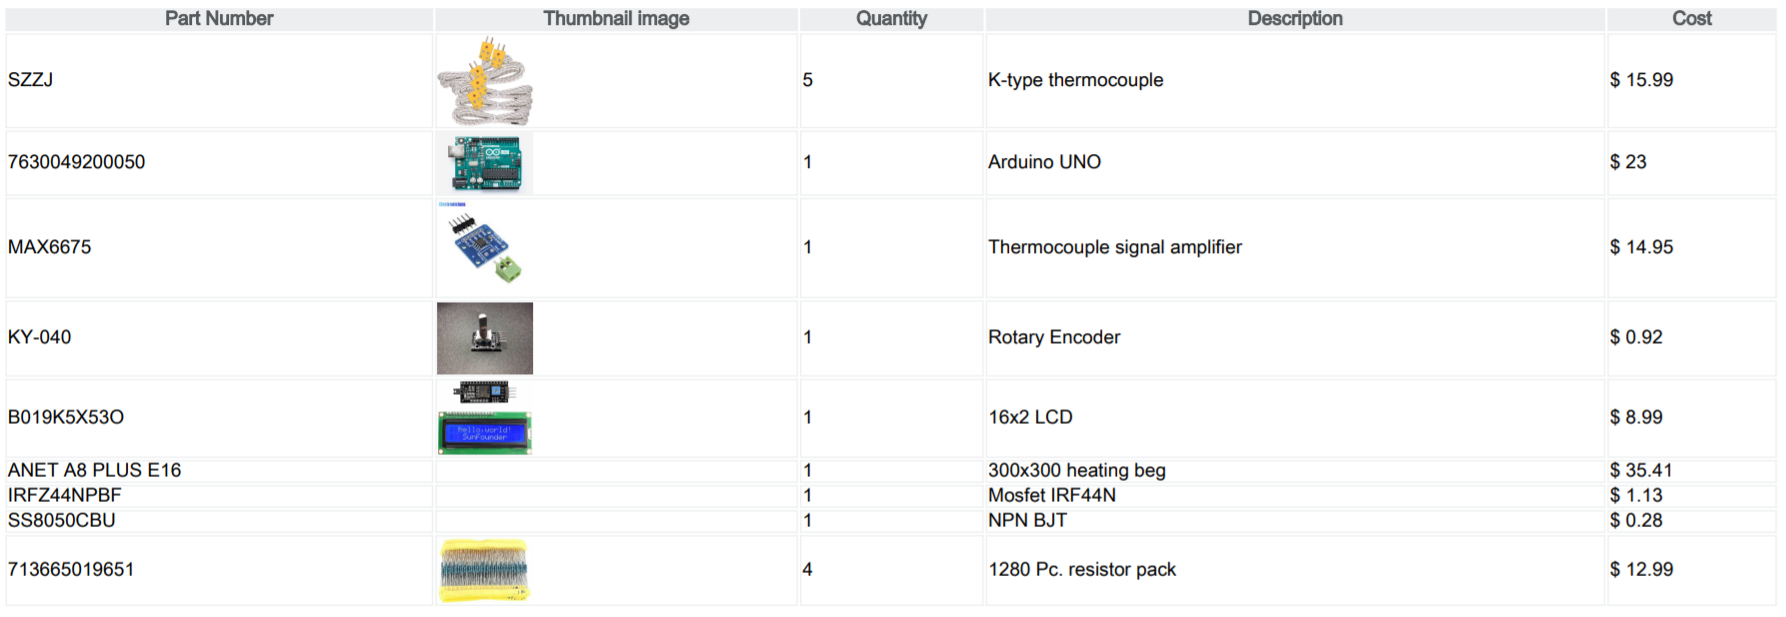 Part Number Thumbnail image Quantity Description Cost
SZZJ 5 K-type thermocouple $ 15.99
7630049200050 1 Arduino UNO $ 23
MAX6675 1 Thermocouple signal amplifier $ 14.95
KY-040 1 Rotary Encoder $ 0.92
B019K5X53O 1 16x2 LCD $ 8.99
Hello,world!
SunFounder
ANET A8 PLUS E16 1 300x300 heating beg $ 35.41
IRFZ44NPBF 1 Mosfet IRF44N $ 1.13
SS8050CBU 1 NPN BJT $ 0.28
713665019651 4 1280 Pc. resistor pack $ 12.99